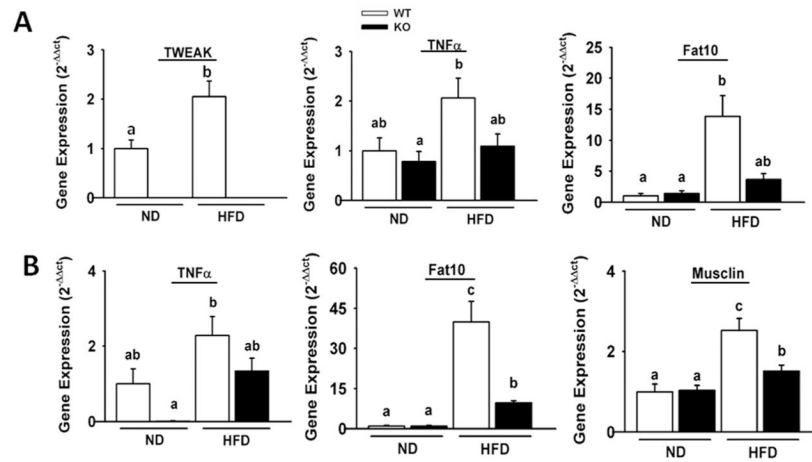 WT
KO
A
TWEAK
Gene Expression (2^-ΔΔct)
3
2
1
0
a
b
ND
HFD
TNFα
Gene Expression (2^-ΔΔct)
3
2
1
0
ab
a
b
ab
ND
HFD
Fat10
Gene Expression (2^-ΔΔct)
25
20
15
10
5
0
a
a
b
ab
ND
HFD
B
TNFα
Gene Expression (2^-ΔΔct)
4
2
0
ab
a
b
ab
ND
HFD
Fat10
Gene Expression (2^-ΔΔct)
60
45
30
15
0
a
a
c
b
ND
HFD
Musclin
Gene Expression (2^-ΔΔct)
4
2
0
a
a
c
b
ND
HFD